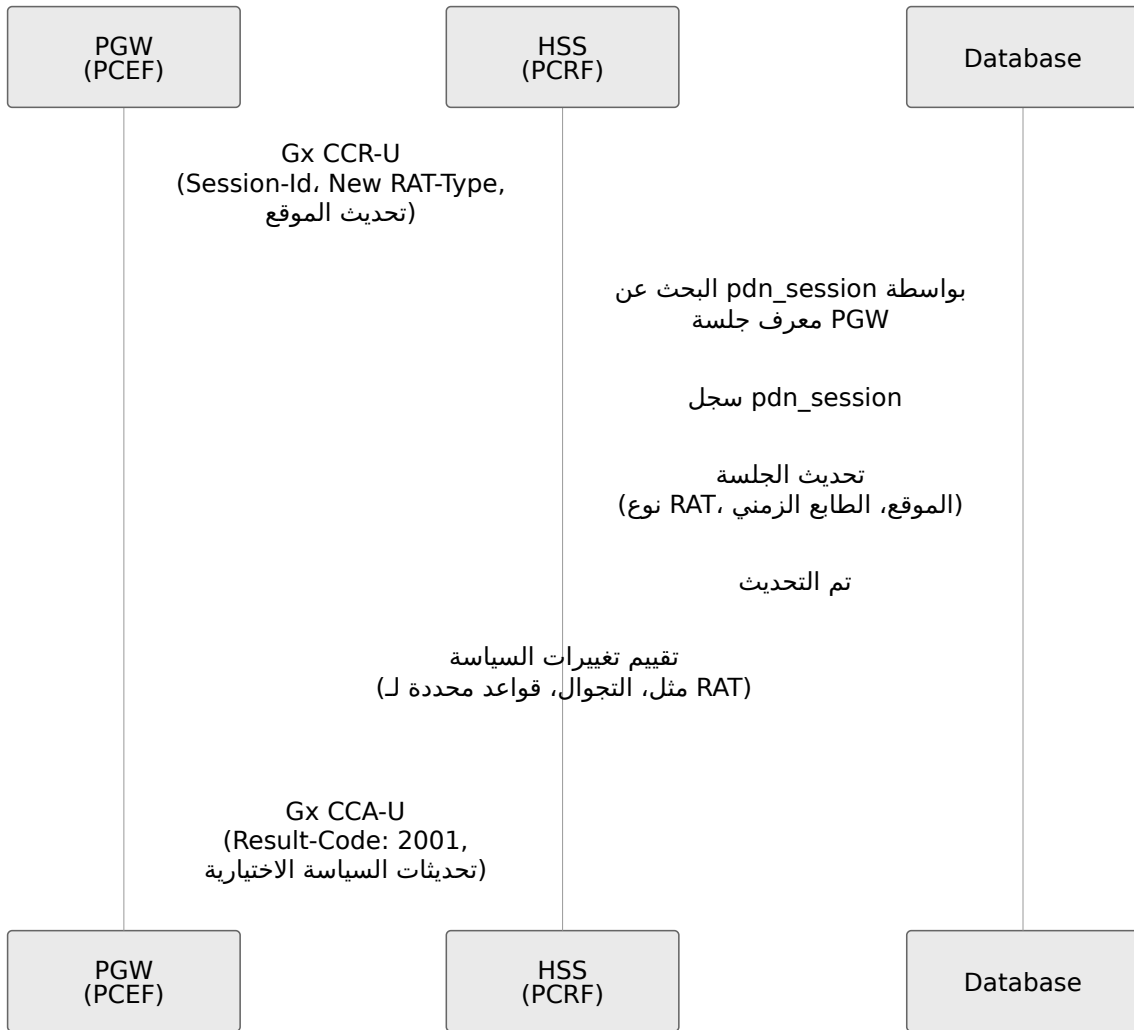 PGW
(PCEF)
HSS
(PCRF)
Database
Gx CCR-U
(Session-Id، New RAT-Type,
تحديث الموقع)
البحث عن pdn_session بواسطة
معرف جلسة PGW
سجل pdn_session
تحديث الجلسة
(نوع RAT، الموقع، الطابع الزمني)
تم التحديث
تقييم تغييرات السياسة
(مثل، التجوال، قواعد محددة لـ RAT)
Gx CCA-U
(Result-Code: 2001,
تحديثات السياسة الاختيارية)
PGW
(PCEF)
HSS
(PCRF)
Database